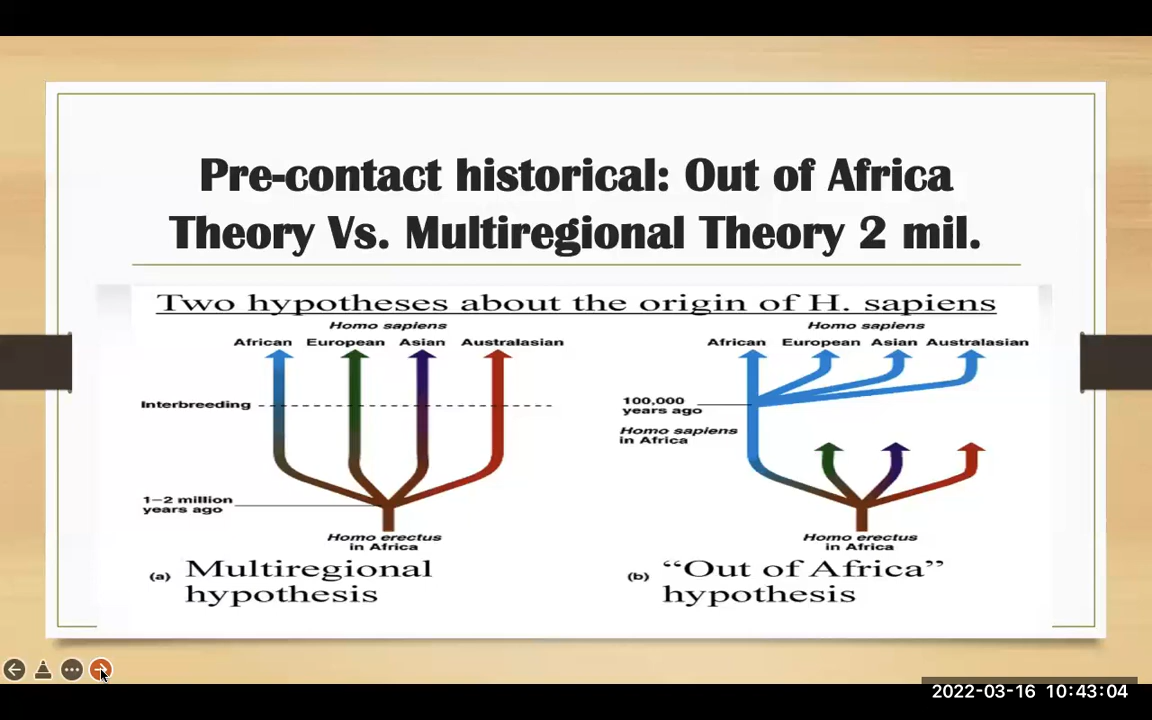 Pre-contact historical: Out of Africa
Theory Vs. Multiregional Theory 2 mil.
Two hypotheses about the origin of H. sapiens
Homo sapiens
African European Asian Australasian
Interbreeding
1–2 million
years ago
Homo erectus
in Africa
(a) Multiregional
hypothesis
Homo sapiens
African European Asian Australasian
100,000
years ago
Homo sapiens
in Africa
Homo erectus
in Africa
(b) “Out of Africa”
hypothesis
2022-03-16 10:43:04